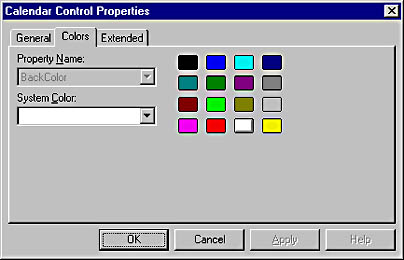 Calendar Control Properties
General Colors Extended
Property Name:
BackColor
System Color:
OK Cancel Apply Help